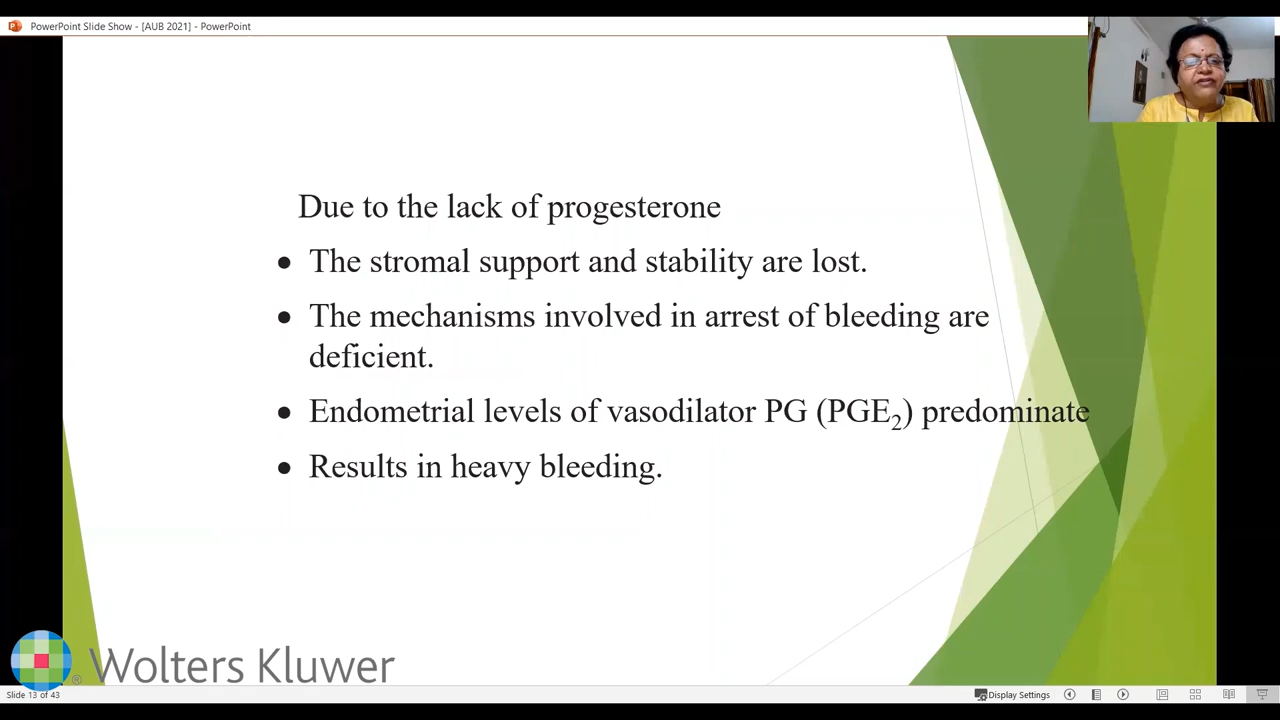 PowerPoint Slide Show - [AUB 2021] - PowerPoint
Due to the lack of progesterone
• The stromal support and stability are lost.
• The mechanisms involved in arrest of bleeding are
deficient.
• Endometrial levels of vasodilator PG (PGE₂) predominate
• Results in heavy bleeding.
® Wolters Kluwer
Slide 13 of 43
Display Settings